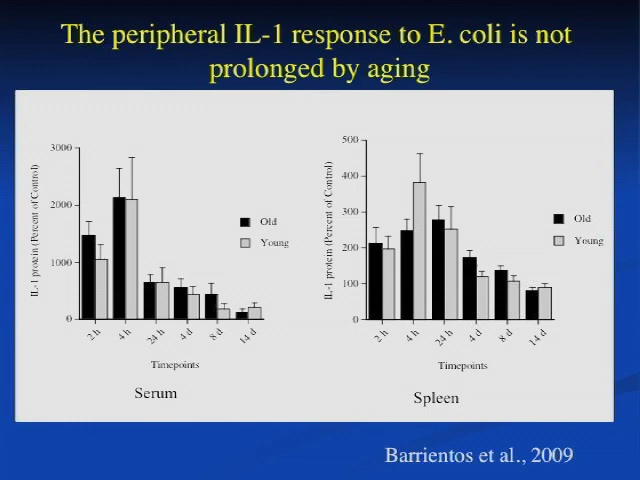 The peripheral IL-1 response to E. coli is not
prolonged by aging
IL-1 protein (Percent of Control)
3000
2000
1000
0
2 h
4 h
24 h
4 d
8 d
14 d
Timepoints
Old
Young
Serum
IL-1 protein (Percent of Control)
500
400
300
200
100
0
2 h
4 h
24 h
4 d
8 d
14 d
Timepoints
Old
Young
Spleen
Barrientos et al., 2009